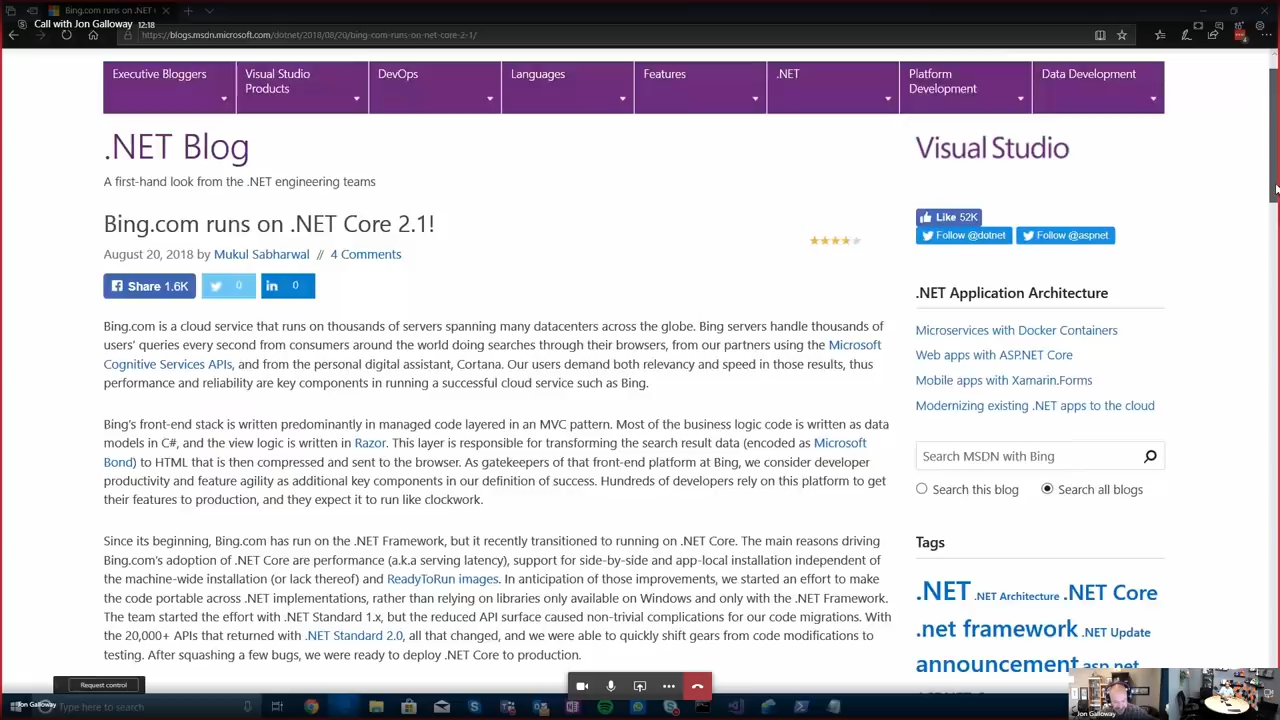 Bing.com runs on .NET C
Call with Jon Galloway 12:18
https://blogs.msdn.microsoft.com/dotnet/2018/08/20/bing-com-runs-on-net-core-2-1/
Executive Bloggers
Visual Studio
Products
DevOps
Languages
Features
.NET
Platform
Development
Data Development
.NET Blog
A first-hand look from the .NET engineering teams
Visual Studio
Bing.com runs on .NET Core 2.1!
August 20, 2018 by Mukul Sabharwal // 4 Comments
Share 1.6K
0
in 0
Like 52K
Follow @dotnet
Follow @aspnet
Bing.com is a cloud service that runs on thousands of servers spanning many datacenters across the globe. Bing servers handle thousands of
users' queries every second from consumers around the world doing searches through their browsers, from our partners using the Microsoft
Cognitive Services APIs, and from the personal digital assistant, Cortana. Our users demand both relevancy and speed in those results, thus
performance and reliability are key components in running a successful cloud service such as Bing.
Bing's front-end stack is written predominantly in managed code layered in an MVC pattern. Most of the business logic code is written as data
models in C#, and the view logic is written in Razor. This layer is responsible for transforming the search result data (encoded as Microsoft
Bond) to HTML that is then compressed and sent to the browser. As gatekeepers of that front-end platform at Bing, we consider developer
productivity and feature agility as additional key components in our definition of success. Hundreds of developers rely on this platform to get
their features to production, and they expect it to run like clockwork.
Since its beginning, Bing.com has run on the .NET Framework, but it recently transitioned to running on .NET Core. The main reasons driving
Bing.com's adoption of .NET Core are performance (a.k.a serving latency), support for side-by-side and app-local installation independent of
the machine-wide installation (or lack thereof) and ReadyToRun images. In anticipation of those improvements, we started an effort to make
the code portable across .NET implementations, rather than relying on libraries only available on Windows and only with the .NET Framework.
The team started the effort with .NET Standard 1.x, but the reduced API surface caused non-trivial complications for our code migrations. With
the 20,000+ APIs that returned with .NET Standard 2.0, all that changed, and we were able to quickly shift gears from code modifications to
testing. After squashing a few bugs, we were ready to deploy .NET Core to production.
.NET Application Architecture
Microservices with Docker Containers
Web apps with ASP.NET Core
Mobile apps with Xamarin.Forms
Modernizing existing .NET apps to the cloud
Search MSDN with Bing
Search this blog
Search all blogs
Tags
.NET .NET Architecture .NET Core
.net framework .NET Update
announcement asp.net
Request control
Jon Galloway
Type here to search
Jon Galloway